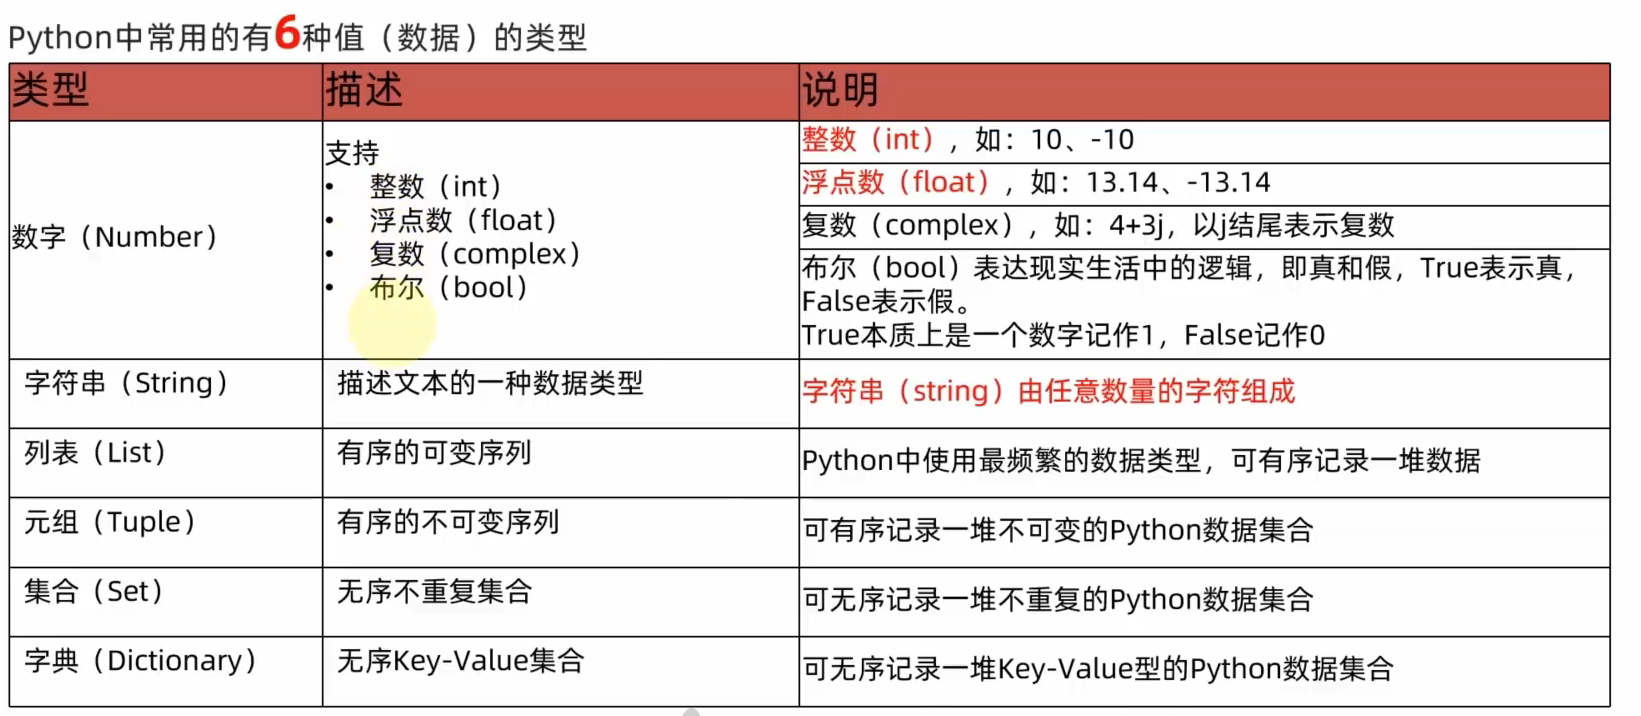 Python中常用的有6种值（数据）的类型
类型 描述 说明
数字（Number）
支持
• 整数（int）
• 浮点数（float）
• 复数（complex）
• 布尔（bool）
整数（int），如：10、-10
浮点数（float），如：13.14、-13.14
复数（complex），如：4+3j，以j结尾表示复数
布尔（bool）表达现实生活中的逻辑，即真和假，True表示真，
False表示假。
True本质上是一个数字记作1，False记作0
字符串（String） 描述文本的一种数据类型 字符串（string）由任意数量的字符组成
列表（List） 有序的可变序列 Python中使用最频繁的数据类型，可有序记录一堆数据
元组（Tuple） 有序的不可变序列 可有序记录一堆不可变的Python数据集合
集合（Set） 无序不重复集合 可无序记录一堆不重复的Python数据集合
字典（Dictionary） 无序Key-Value集合 可无序记录一堆Key-Value型的Python数据集合